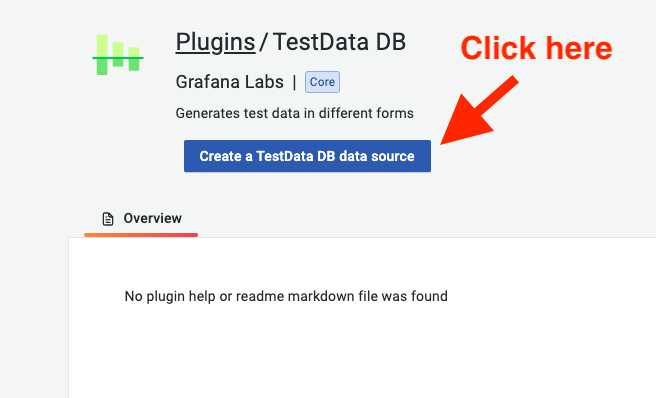 Plugins / TestData DB
Click here
Grafana Labs | Core
Generates test data in different forms
Create a TestData DB data source
Overview
No plugin help or readme markdown file was found